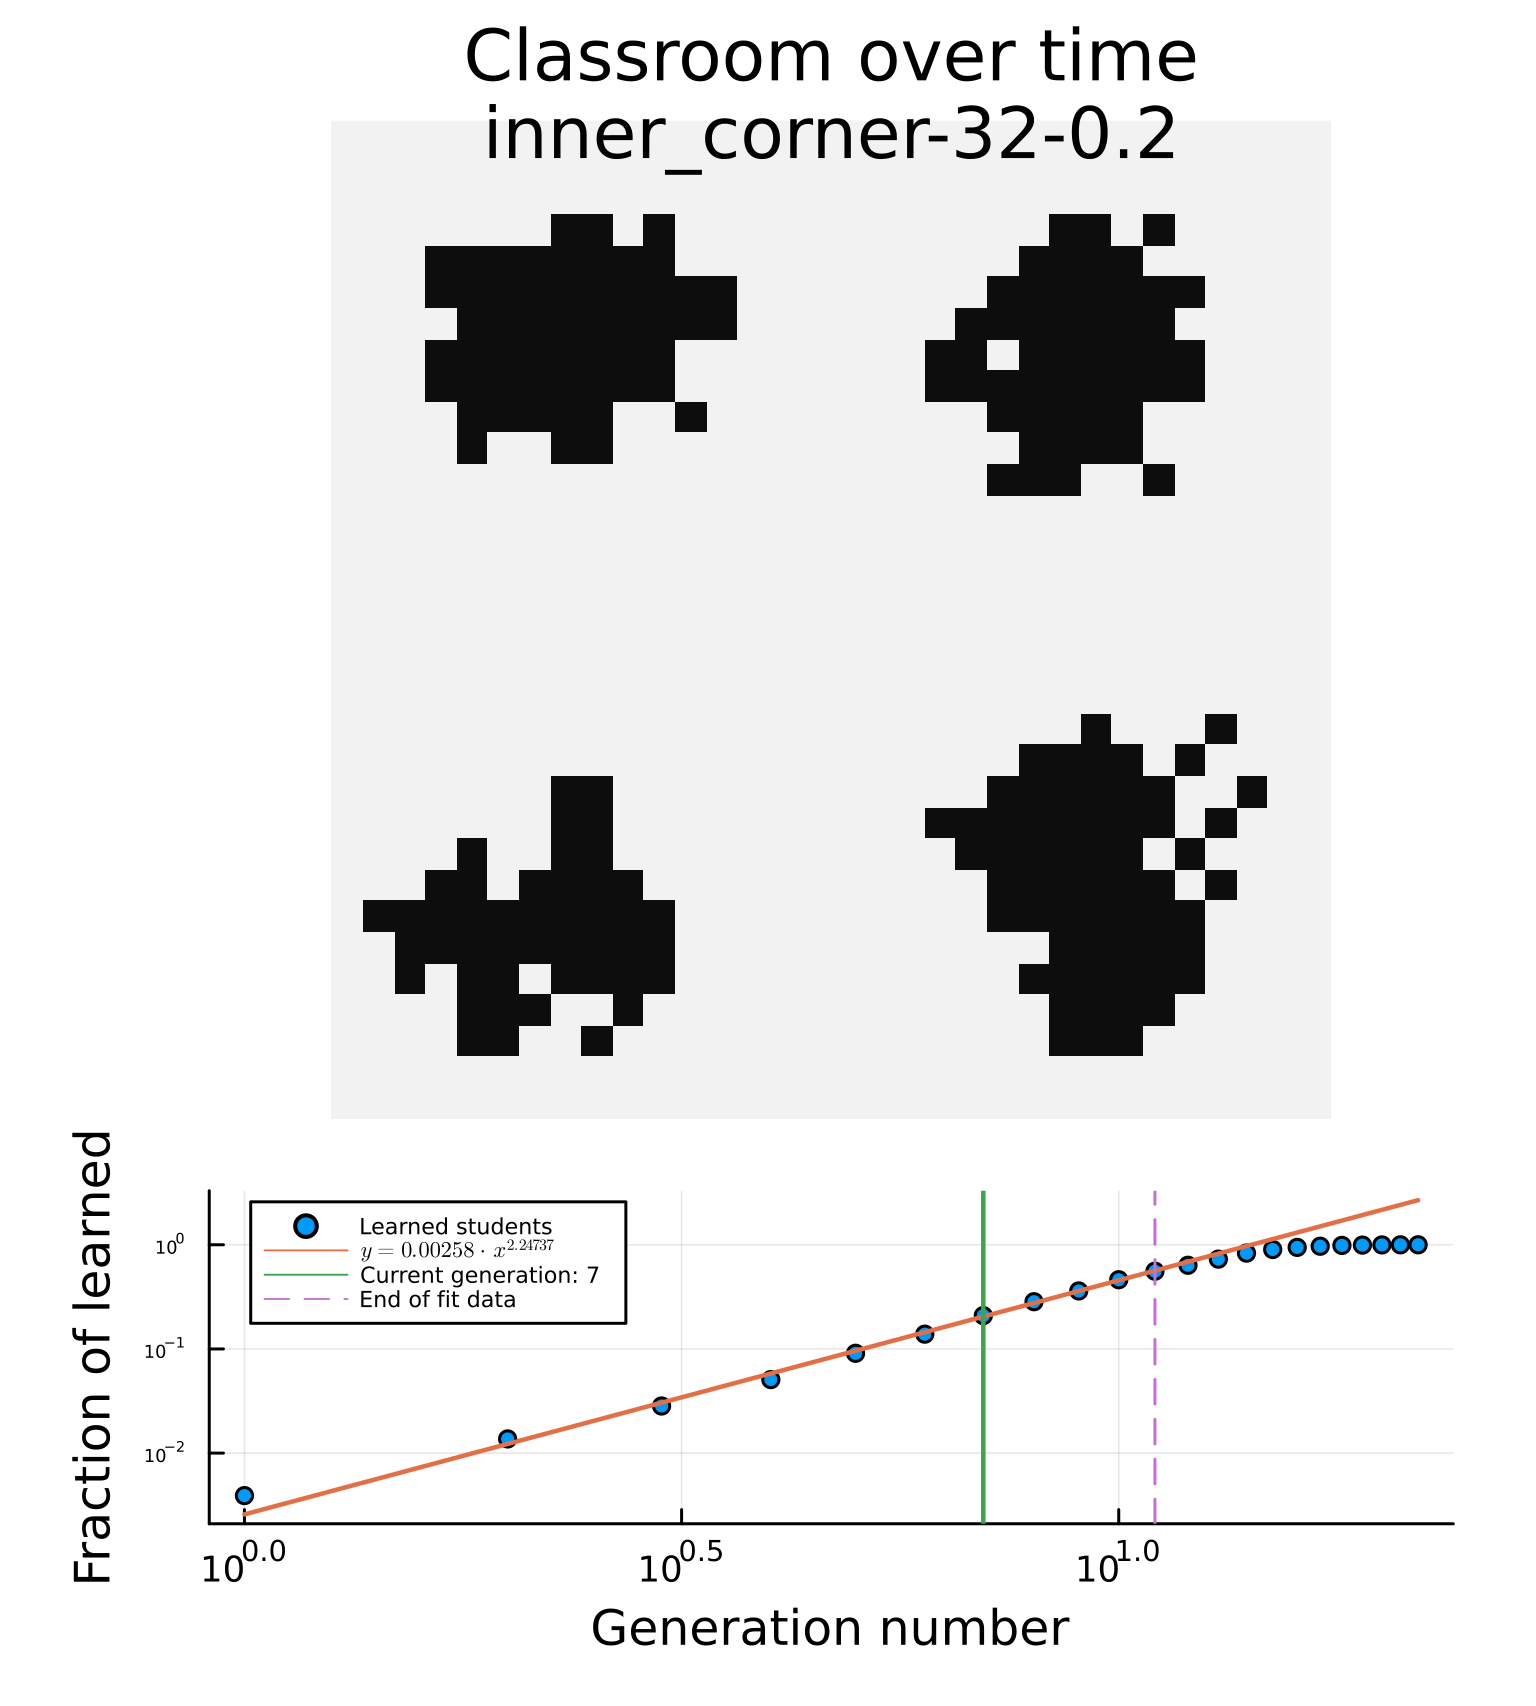 Classroom over time
inner_corner-32-0.2
Fraction of learned
10^0
10^−1
10^−2
Learned students
y = 0.00258 · x^2.24737
Current generation: 7
End of fit data
10^0.0
10^0.5
10^1.0
Generation number